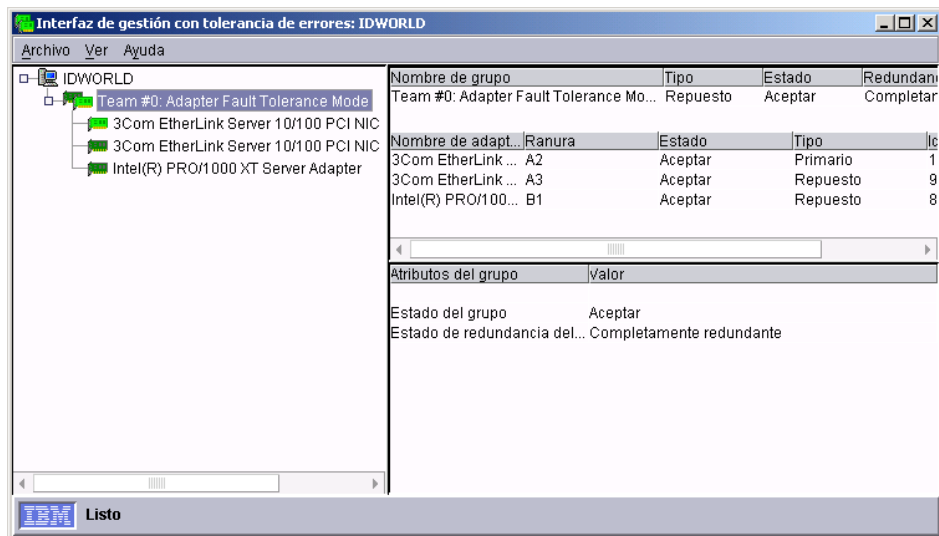 Interfaz de gestión con tolerancia de errores: IDWORLD
Archivo Ver Ayuda
IDWORLD
Team #0: Adapter Fault Tolerance Mode
3Com EtherLink Server 10/100 PCI NIC
3Com EtherLink Server 10/100 PCI NIC
Intel(R) PRO/1000 XT Server Adapter
Nombre de grupo Tipo Estado Redundan
Team #0: Adapter Fault Tolerance Mo... Repuesto Aceptar Completar
Nombre de adapt... Ranura Estado Tipo Ic
3Com EtherLink ... A2 Aceptar Primario 1
3Com EtherLink ... A3 Aceptar Repuesto 9
Intel(R) PRO/100... B1 Aceptar Repuesto 8
Atributos del grupo Valor
Estado del grupo Aceptar
Estado de redundancia del... Completamente redundante
IBM Listo